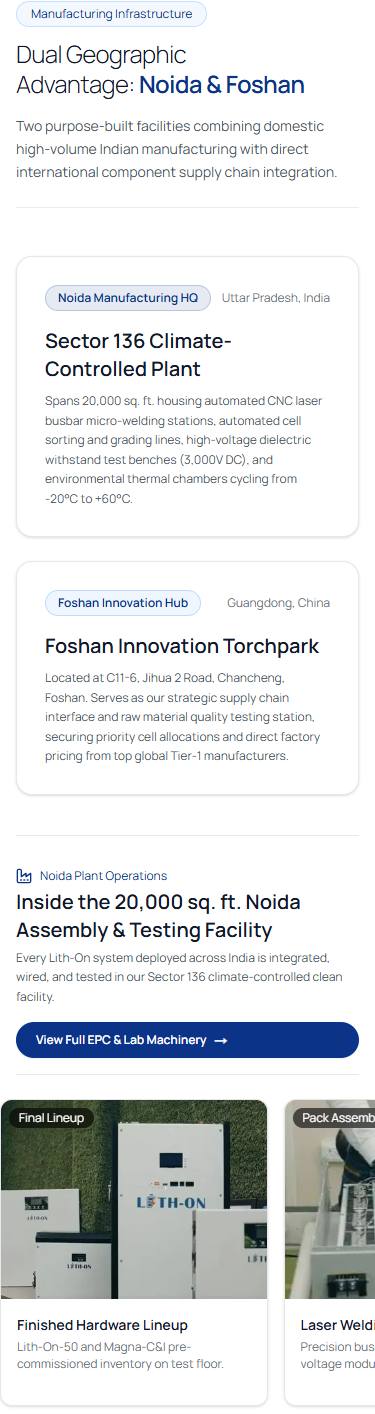 Manufacturing Infrastructure
Dual Geographic
Advantage: Noida & Foshan
Two purpose-built facilities combining domestic
high-volume Indian manufacturing with direct
international component supply chain integration.
Noida Manufacturing HQ Uttar Pradesh, India
Sector 136 Climate-
Controlled Plant
Spans 20,000 sq. ft. housing automated CNC laser
busbar micro-welding stations, automated cell
sorting and grading lines, high-voltage dielectric
withstand test benches (3,000V DC), and
environmental thermal chambers cycling from
-20°C to +60°C.
Foshan Innovation Hub Guangdong, China
Foshan Innovation Torchpark
Located at C11-6, Jihua 2 Road, Chancheng,
Foshan. Serves as our strategic supply chain
interface and raw material quality testing station,
securing priority cell allocations and direct factory
pricing from top global Tier-1 manufacturers.
Noida Plant Operations
Inside the 20,000 sq. ft. Noida
Assembly & Testing Facility
Every Lith-On system deployed across India is integrated,
wired, and tested in our Sector 136 climate-controlled clean
facility.
View Full EPC & Lab Machinery →
Final Lineup
LITH-ON
LITH-ON
LITH-ON
Finished Hardware Lineup
Lith-On-50 and Magna-C&I pre-
commissioned inventory on test floor.
Pack Assemb
Laser Weldi
Precision bus
voltage modu